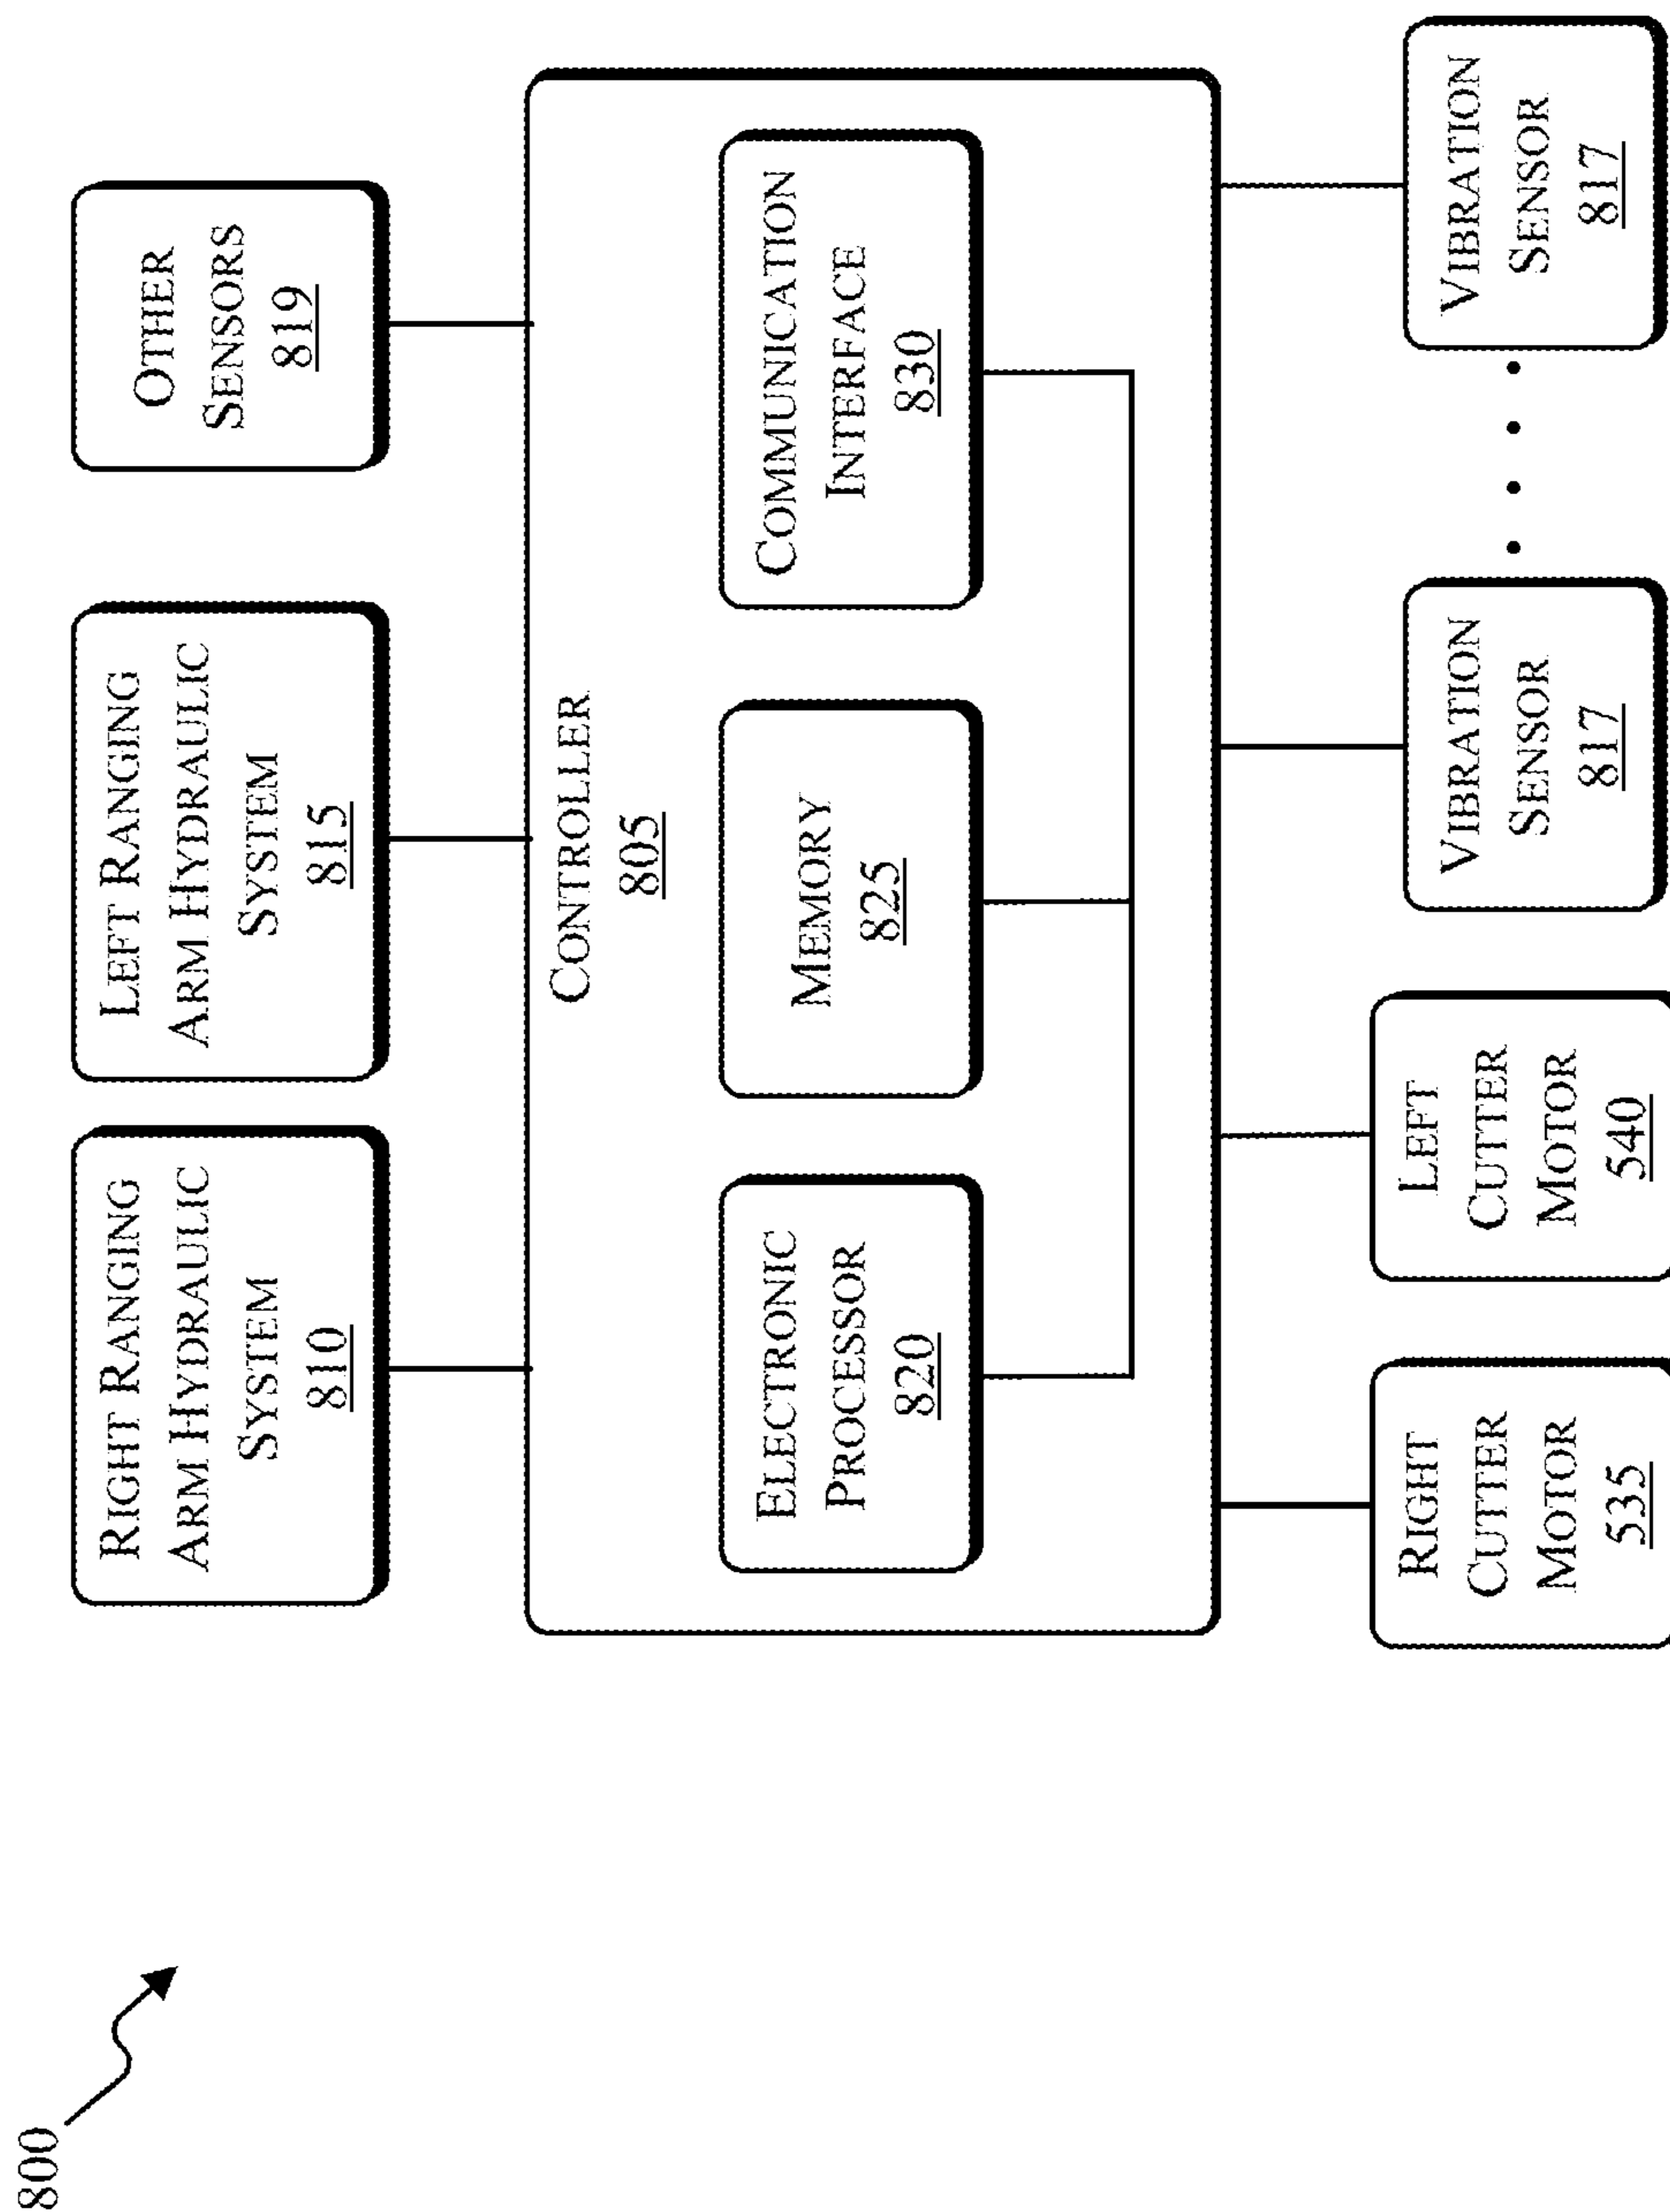 800
RIGHT RANGING
ARM HYDRAULIC
SYSTEM
810
LEFT RANGING
ARM HYDRAULIC
SYSTEM
815
OTHER
SENSORS
819
CONTROLLER
805
ELECTRONIC
PROCESSOR
820
MEMORY
825
COMMUNICATION
INTERFACE
830
RIGHT
CUTTER
MOTOR
535
LEFT
CUTTER
MOTOR
540
VIBRATION
SENSOR
817
VIBRATION
SENSOR
817